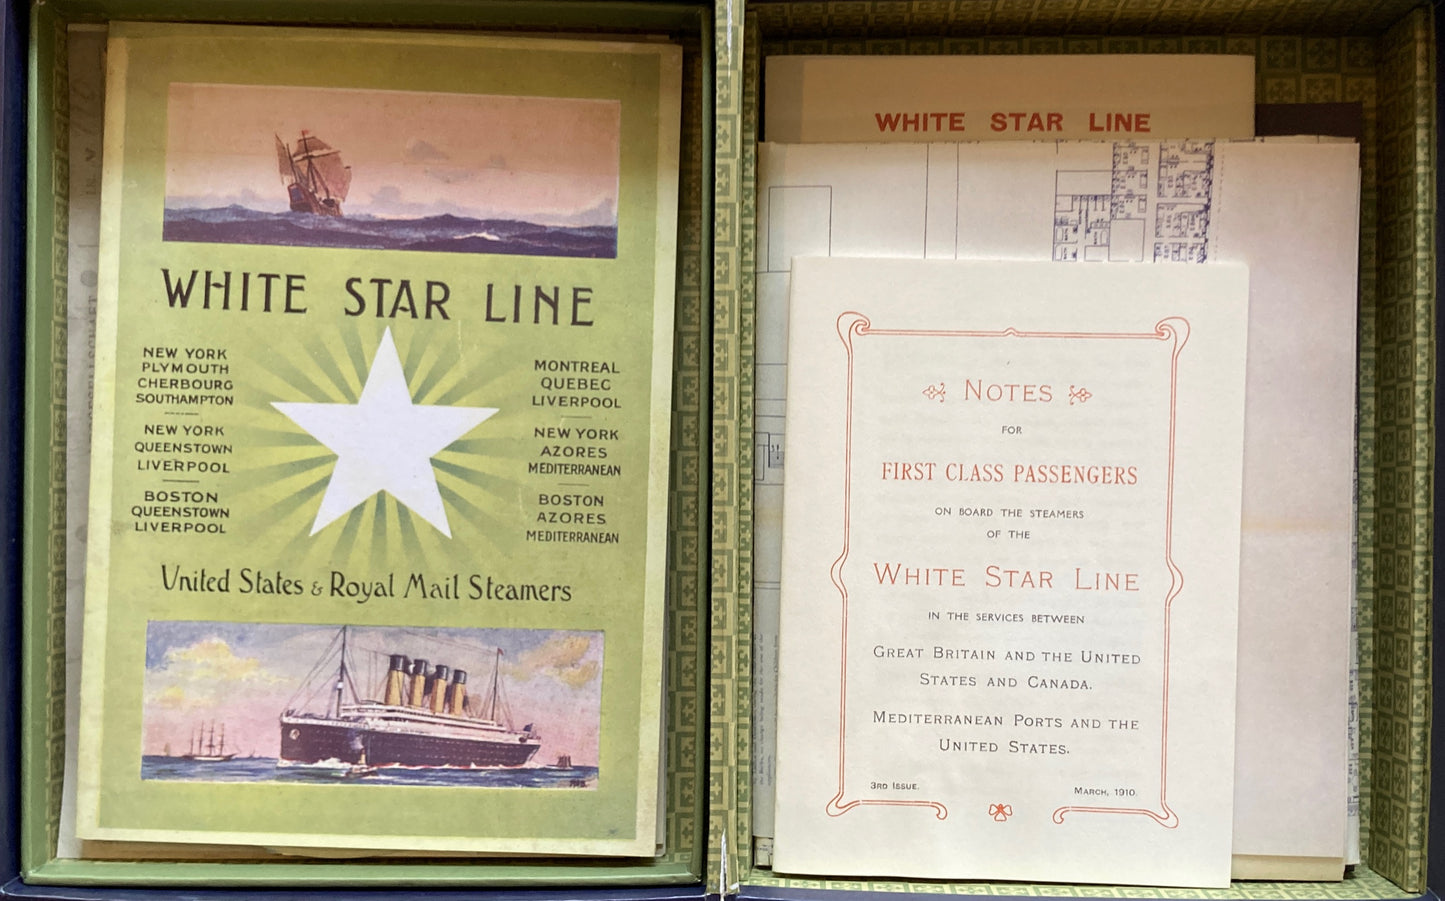 WHITE STAR LINE
NEW YORK
PLYMOUTH
CHERBOURG
SOUTHAMPTON
NEW YORK
QUEENSTOWN
LIVERPOOL
BOSTON
QUEENSTOWN
LIVERPOOL
MONTREAL
QUEBEC
LIVERPOOL
NEW YORK
AZORES
MEDITERRANEAN
BOSTON
AZORES
MEDITERRANEAN
United States & Royal Mail Steamers
WHITE STAR LINE
NOTES
FOR
FIRST CLASS PASSENGERS
ON BOARD THE STEAMERS
OF THE
WHITE STAR LINE
IN THE SERVICES BETWEEN
GREAT BRITAIN AND THE UNITED
STATES AND CANADA.
MEDITERRANEAN PORTS AND THE
UNITED STATES.
3RD ISSUE.
MARCH, 1910.